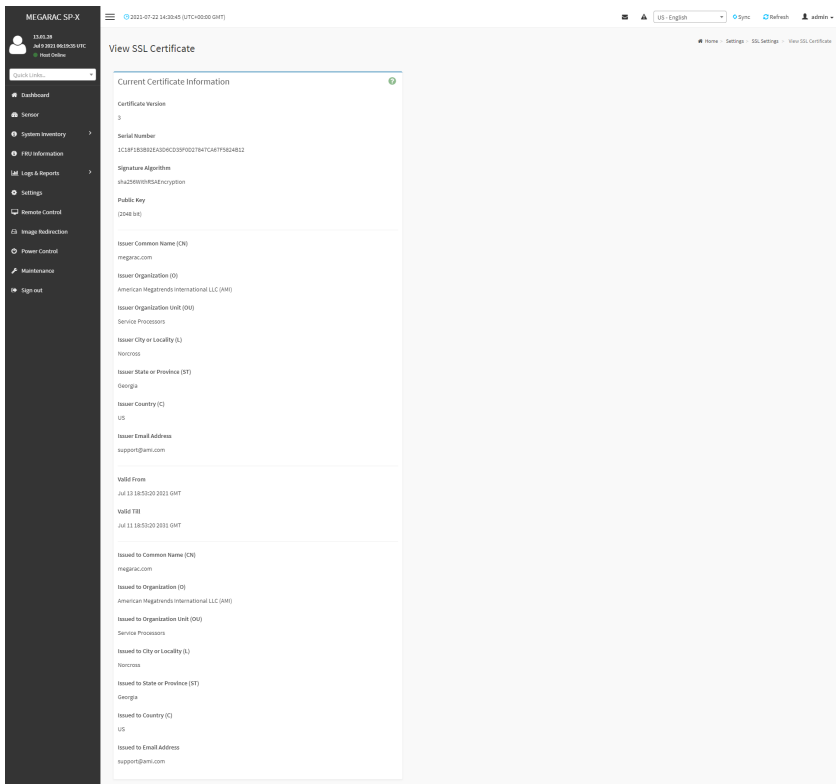 MEGARAC SP-X
2021-07-22 14:30:45 (UTC+00:00 GMT)
US - English
Sync
Refresh
admin
13.01.28
Jul 9 2021 06:19:35 UTC
Host Online
Quick Links...
Dashboard
Sensor
System Inventory
FRU Information
Logs & Reports
Settings
Remote Control
Image Redirection
Power Control
Maintenance
Sign out
View SSL Certificate
Home > Settings > SSL Settings > View SSL Certificate
Current Certificate Information
Certificate Version
3
Serial Number
1C18F1B3B02EA3D6CD35F0D27847CA67F5824B12
Signature Algorithm
sha256WithRSAEncryption
Public Key
(2048 bit)
Issuer Common Name (CN)
megarac.com
Issuer Organization (O)
American Megatrends International LLC (AMI)
Issuer Organization Unit (OU)
Service Processors
Issuer City or Locality (L)
Norcross
Issuer State or Province (ST)
Georgia
Issuer Country (C)
US
Issuer Email Address
support@ami.com
Valid From
Jul 13 18:53:20 2021 GMT
Valid Till
Jul 11 18:53:20 2031 GMT
Issued to Common Name (CN)
megarac.com
Issued to Organization (O)
American Megatrends International LLC (AMI)
Issued to Organization Unit (OU)
Service Processors
Issued to City or Locality (L)
Norcross
Issued to State or Province (ST)
Georgia
Issued to Country (C)
US
Issued to Email Address
support@ami.com